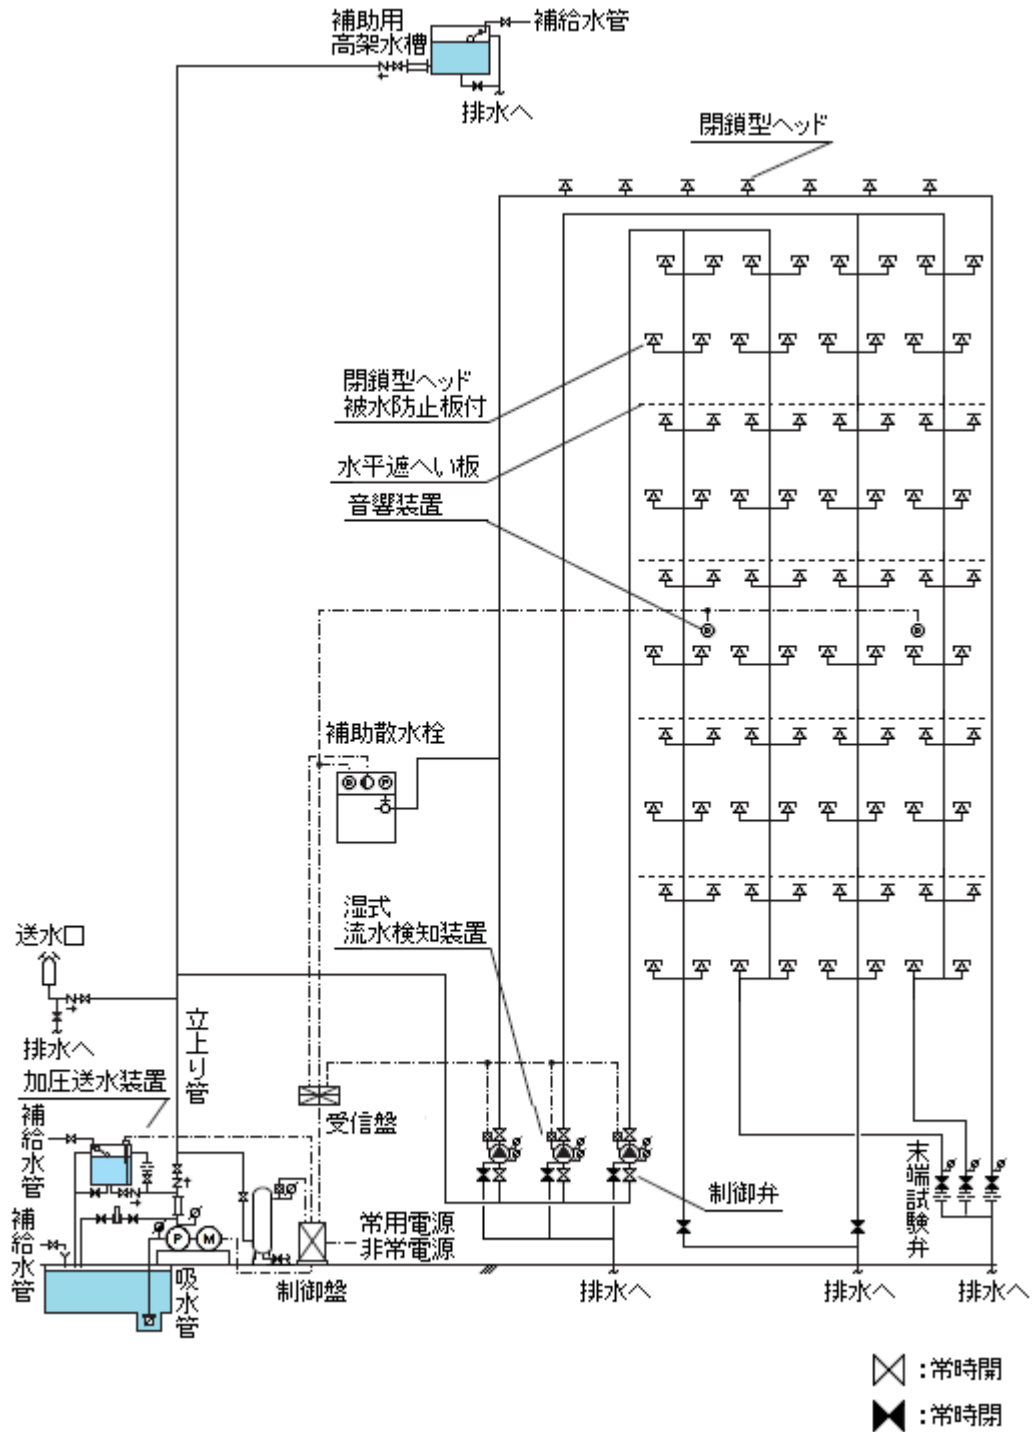 補助用
高架水槽
補給水管
排水へ
閉鎖型ヘッド
閉鎖型ヘッド
被水防止板付
水平遮へい板
音響装置
補助散水栓
湿式
流水検知装置
送水口
排水へ
立上り管
加圧送水装置
補給水管
受信盤
P
M
補給水管
吸水管
制御盤
常用電源
非常電源
制御弁
末端試験弁
排水へ
排水へ
排水へ
:常時開
:常時閉